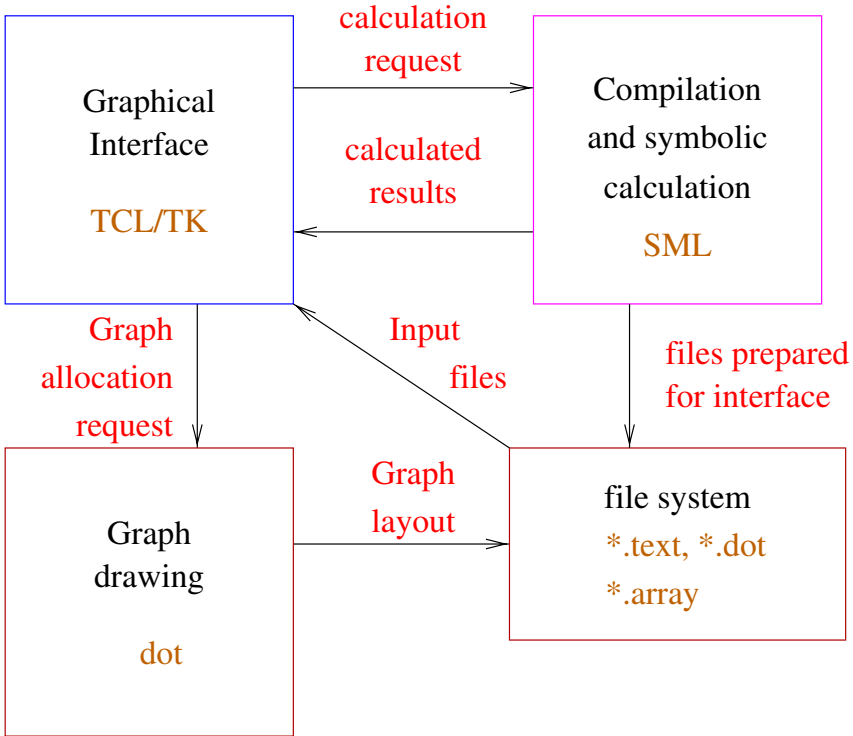 calculation
request
Graphical
Interface
TCL/TK
calculated
results
Compilation
and symbolic
calculation
SML
Graph
allocation
request
Input
files
files prepared
for interface
Graph
drawing
dot
Graph
layout
file system
*.text, *.dot
*.array